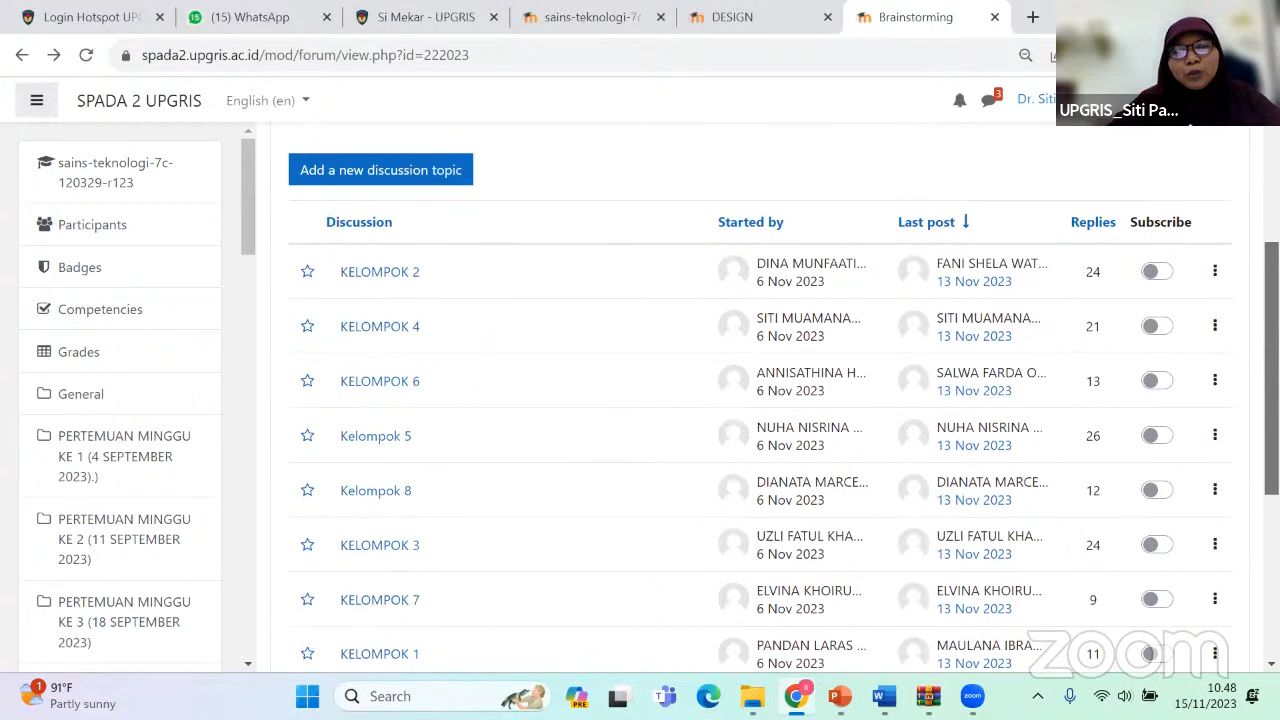 Login Hotspot UPG
(15) WhatsApp
Si Mekar - UPGRIS
sains-teknologi-7c
DESIGN
Brainstorming
spada2.upgris.ac.id/mod/forum/view.php?id=222023
SPADA 2 UPGRIS
English (en)
3
Dr. Siti
UPGRIS_Siti Pa...
sains-teknologi-7c-
120329-r123
Participants
Badges
Competencies
Grades
General
PERTEMUAN MINGGU
KE 1 (4 SEPTEMBER
2023).)
PERTEMUAN MINGGU
KE 2 (11 SEPTEMBER
2023)
PERTEMUAN MINGGU
KE 3 (18 SEPTEMBER
2023)
Add a new discussion topic
Discussion Started by Last post Replies Subscribe
KELOMPOK 2 DINA MUNFAATI... FANI SHELA WAT... 24
6 Nov 2023 13 Nov 2023
KELOMPOK 4 SITI MUAMANA... SITI MUAMANA... 21
6 Nov 2023 13 Nov 2023
KELOMPOK 6 ANNISATHINA H... SALWA FARDA O... 13
6 Nov 2023 13 Nov 2023
Kelompok 5 NUHA NISRINA ... NUHA NISRINA ... 26
6 Nov 2023 13 Nov 2023
Kelompok 8 DIANATA MARCE... DIANATA MARCE... 12
6 Nov 2023 13 Nov 2023
KELOMPOK 3 UZLI FATUL KHA... UZLI FATUL KHA... 24
6 Nov 2023 13 Nov 2023
KELOMPOK 7 ELVINA KHOIRU... ELVINA KHOIRU... 9
6 Nov 2023 13 Nov 2023
KELOMPOK 1 PANDAN LARAS ... MAULANA IBRA... 11
6 Nov 2023 13 Nov 2023
zoom
1
91°F
Partly sunny
Search
PRE
8
zoom
10.48
15/11/2023